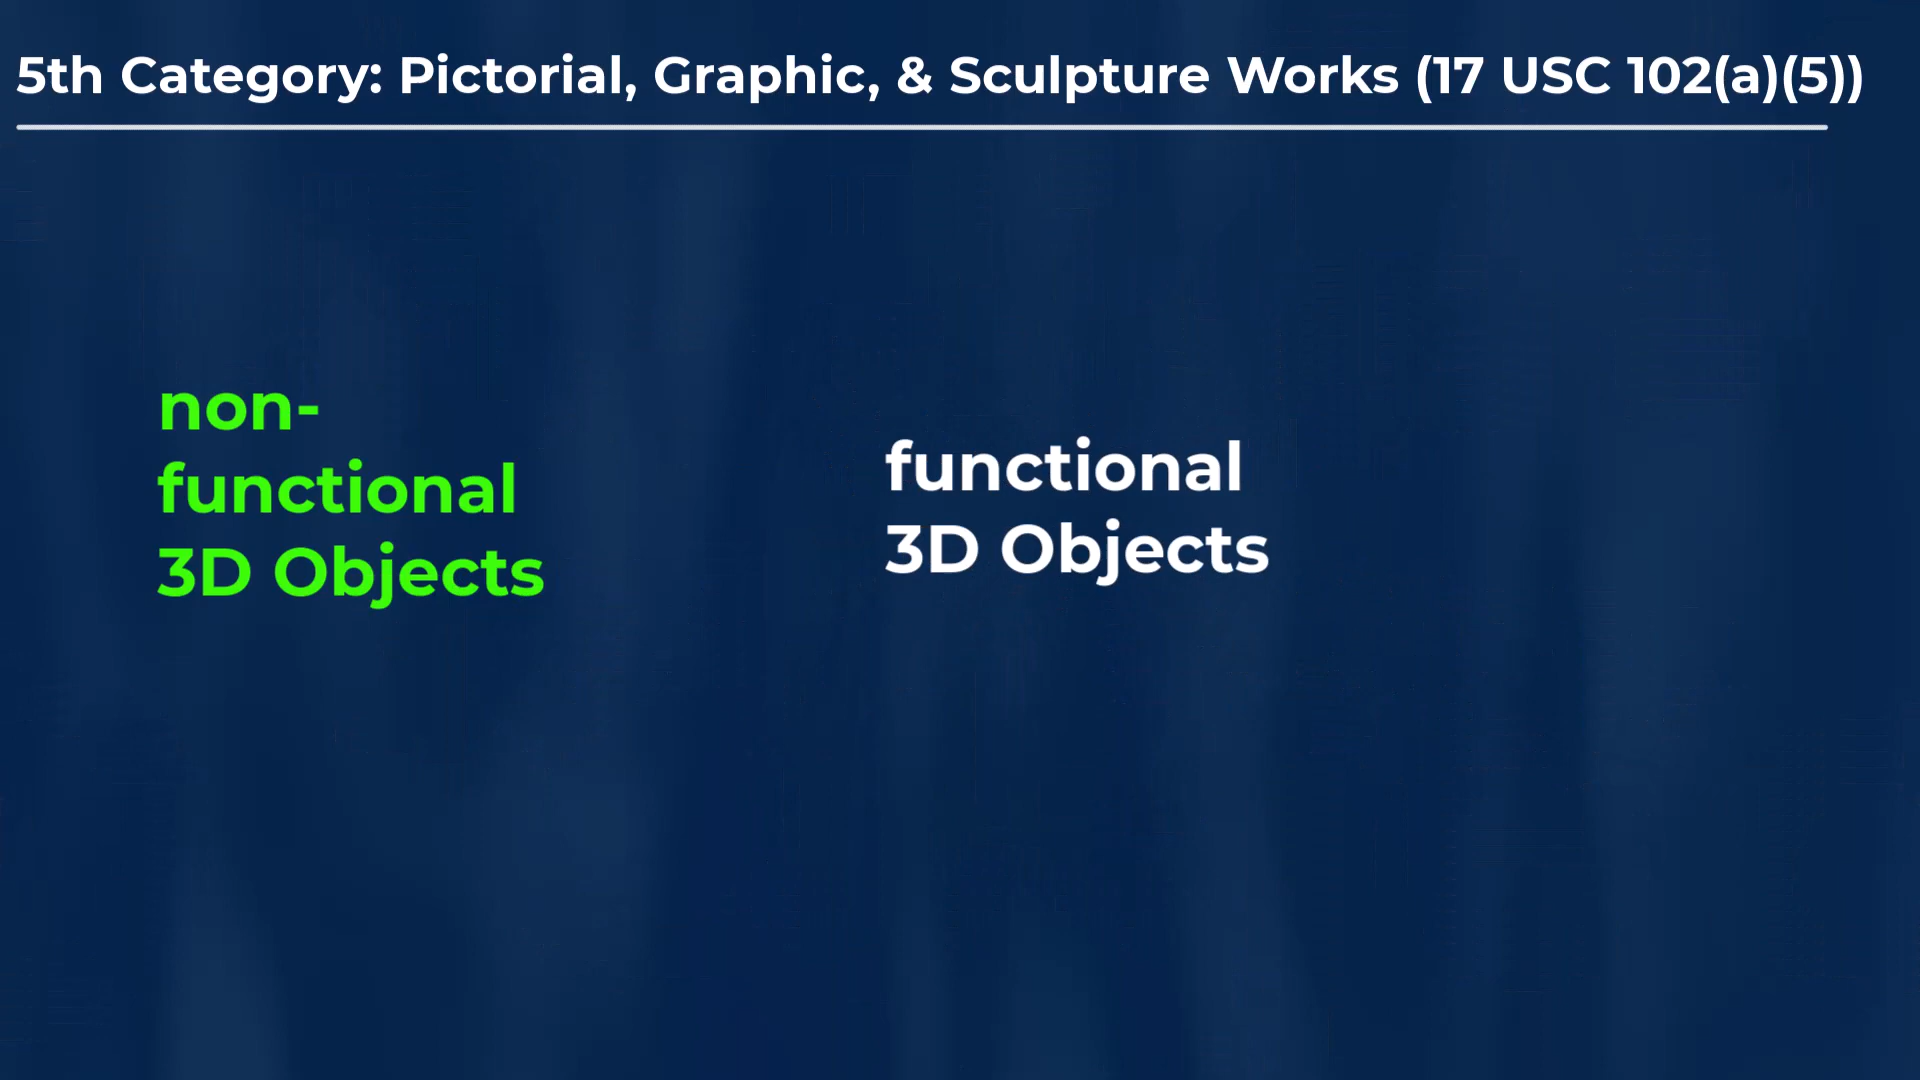 5th Category: Pictorial, Graphic, & Sculpture Works (17 USC 102(a)(5))
non-
functional
3D Objects
functional
3D Objects